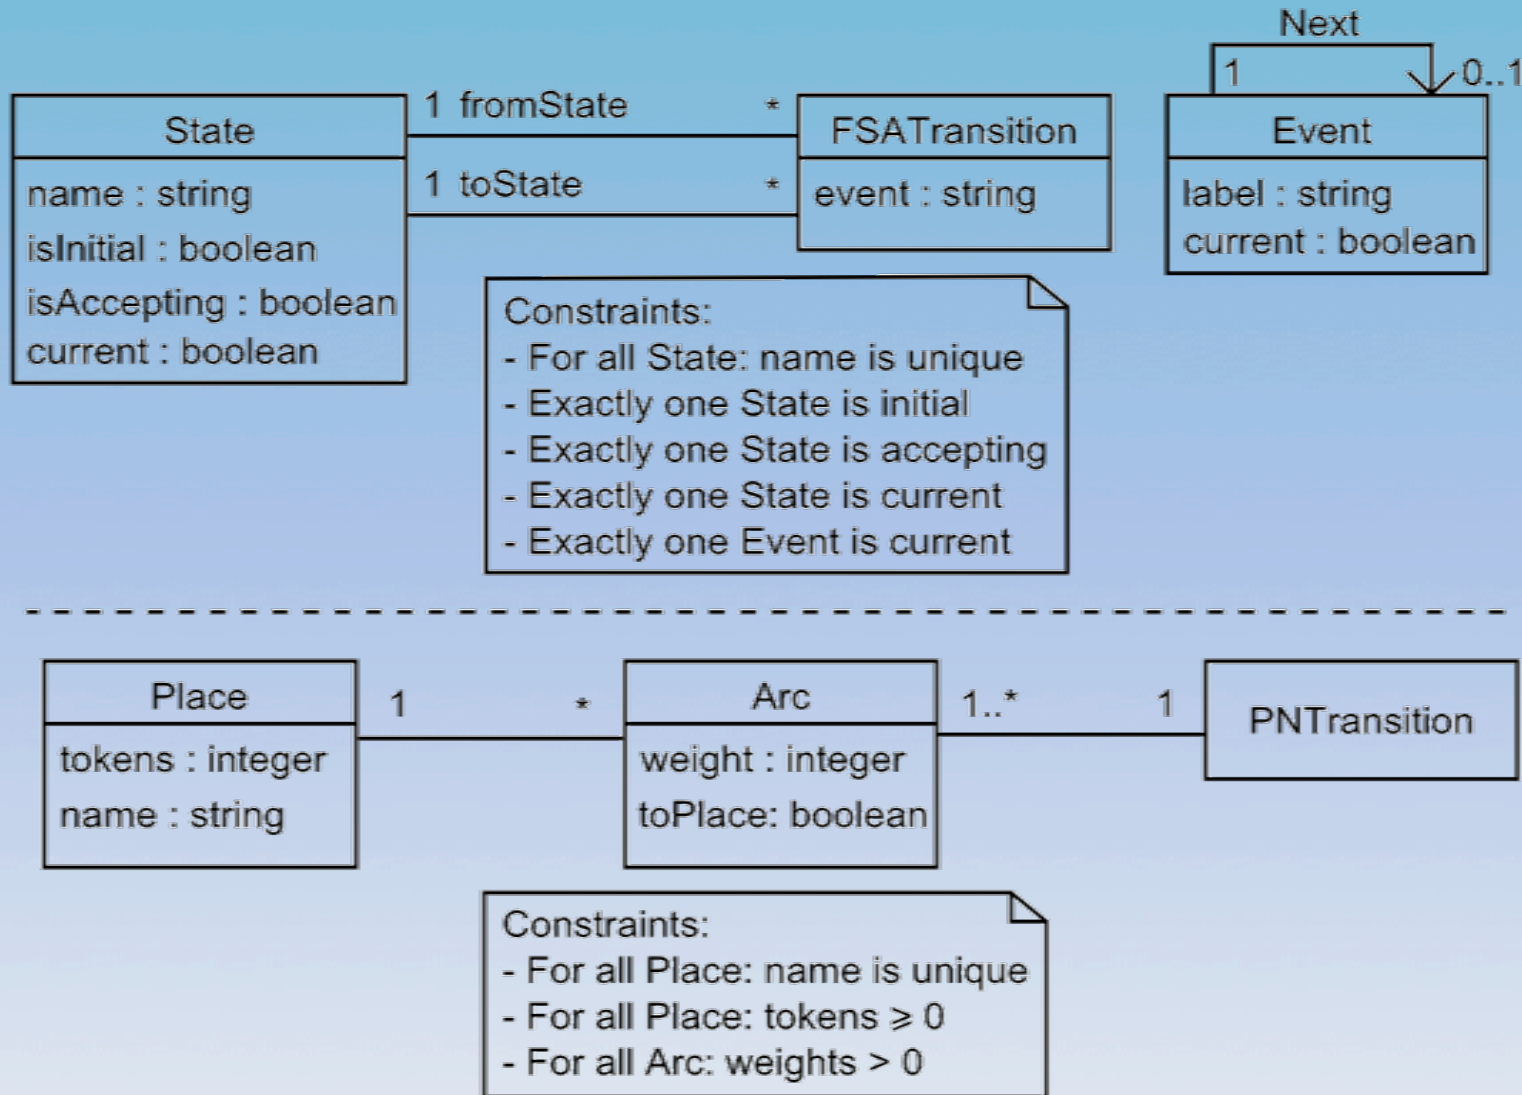 Next
1
0..1
State
name : string
isInitial : boolean
isAccepting : boolean
current : boolean
1 fromState *
1 toState *
FSATransition
event : string
Event
label : string
current : boolean
Constraints:
- For all State: name is unique
- Exactly one State is initial
- Exactly one State is accepting
- Exactly one State is current
- Exactly one Event is current
Place
tokens : integer
name : string
1 *
Arc
weight : integer
toPlace: boolean
1..* 1
PNTransition
Constraints:
- For all Place: name is unique
- For all Place: tokens ⩾ 0
- For all Arc: weights > 0